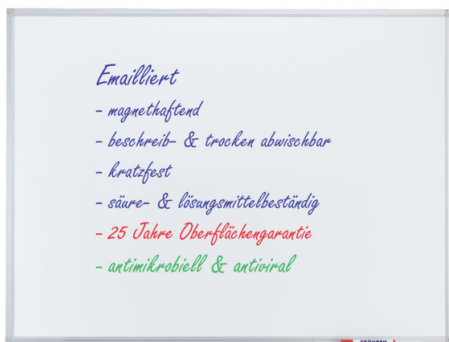 Emailliert
- magnethaftend
- beschreib- & trocken abwischbar
- kratzfest
- säure- & lösungsmittelbeständig
- 25 Jahre Oberflächengarantie
- antimikrobiell & antiviral